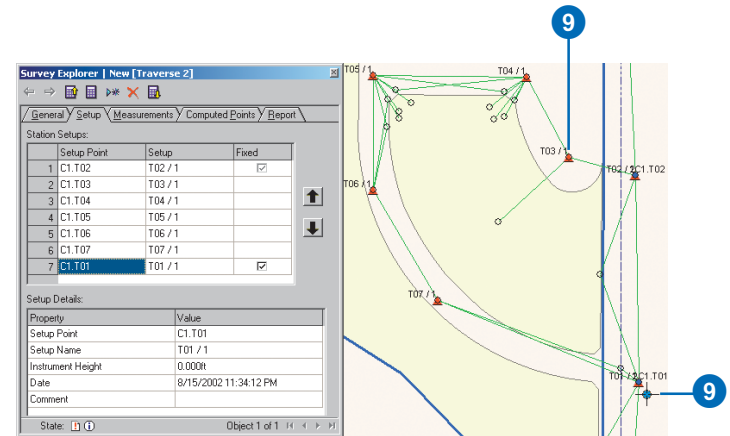 9
Survey Explorer | New [Traverse 2]
General Setup Measurements Computed Points Report
Station Setups:
Setup Point Setup Fixed
1 C1.T02 T02 / 1
2 C1.T03 T03 / 1
3 C1.T04 T04 / 1
4 C1.T05 T05 / 1
5 C1.T06 T06 / 1
6 C1.T07 T07 / 1
7 C1.T01 T01 / 1
Setup Details:
Property Value
Setup Point C1.T01
Setup Name T01 / 1
Instrument Height 0.000ft
Date 8/15/2002 11:34:12 PM
Comment
State: Object 1 of 1
T05 / 1
T04 / 1
T03 / 1
T02 / 2C1.T02
T06 / 1
T07 / 1
T01 / 2C1.T01
9